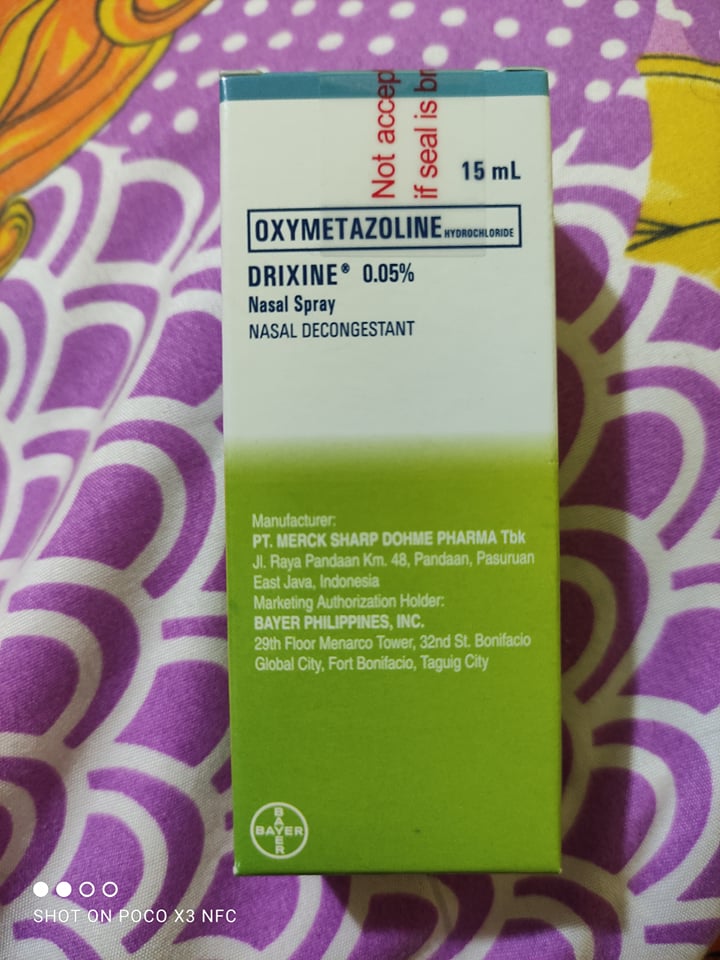 Not accep
if seal is br
15 mL
OXYMETAZOLINE HYDROCHLORIDE
DRIXINE® 0.05%
Nasal Spray
NASAL DECONGESTANT
Manufacturer:
PT. MERCK SHARP DOHME PHARMA Tbk
Jl. Raya Pandaan Km. 48, Pandaan, Pasuruan
East Java, Indonesia
Marketing Authorization Holder:
BAYER PHILIPPINES, INC.
29th Floor Menarco Tower, 32nd St. Bonifacio
Global City, Fort Bonifacio, Taguig City
BAYER
BAYER
SHOT ON POCO X3 NFC